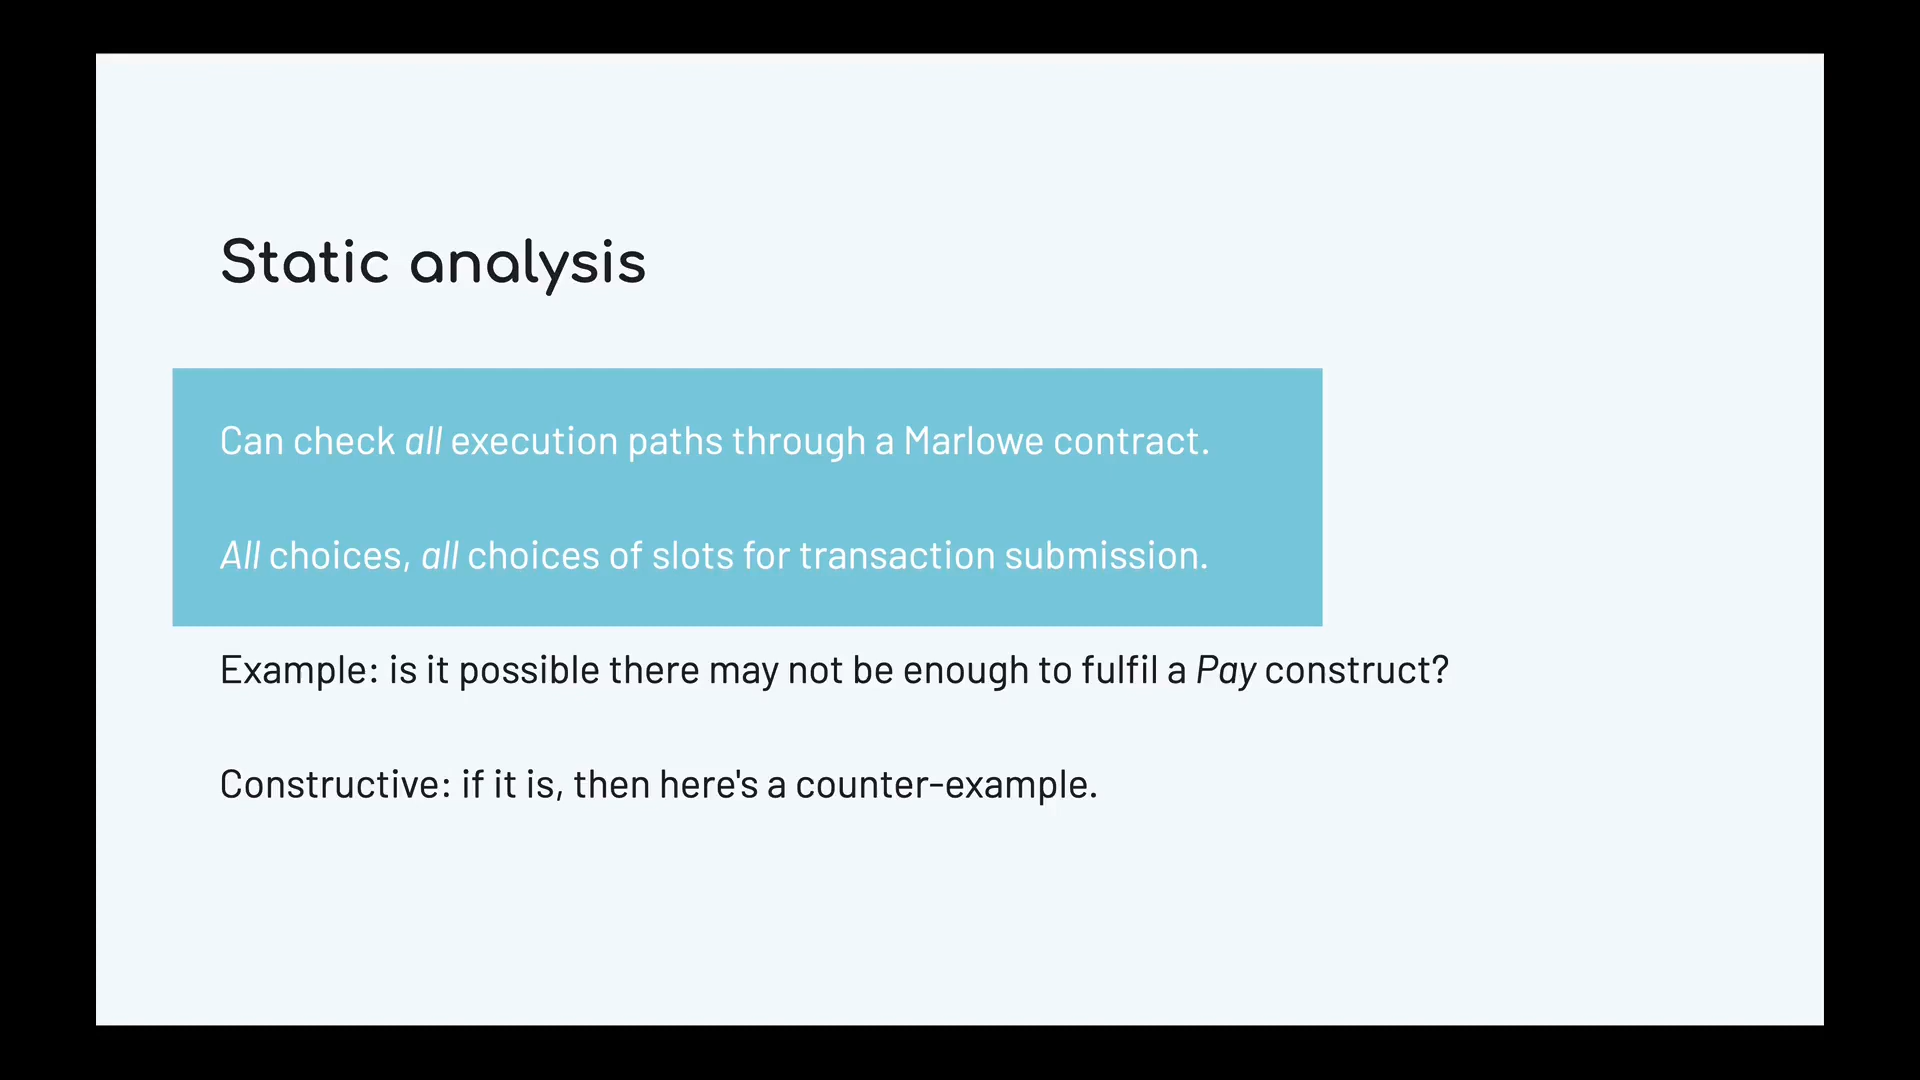 Static analysis
Can check all execution paths through a Marlowe contract.
All choices, all choices of slots for transaction submission.
Example: is it possible there may not be enough to fulfil a Pay construct?
Constructive: if it is, then here's a counter-example.